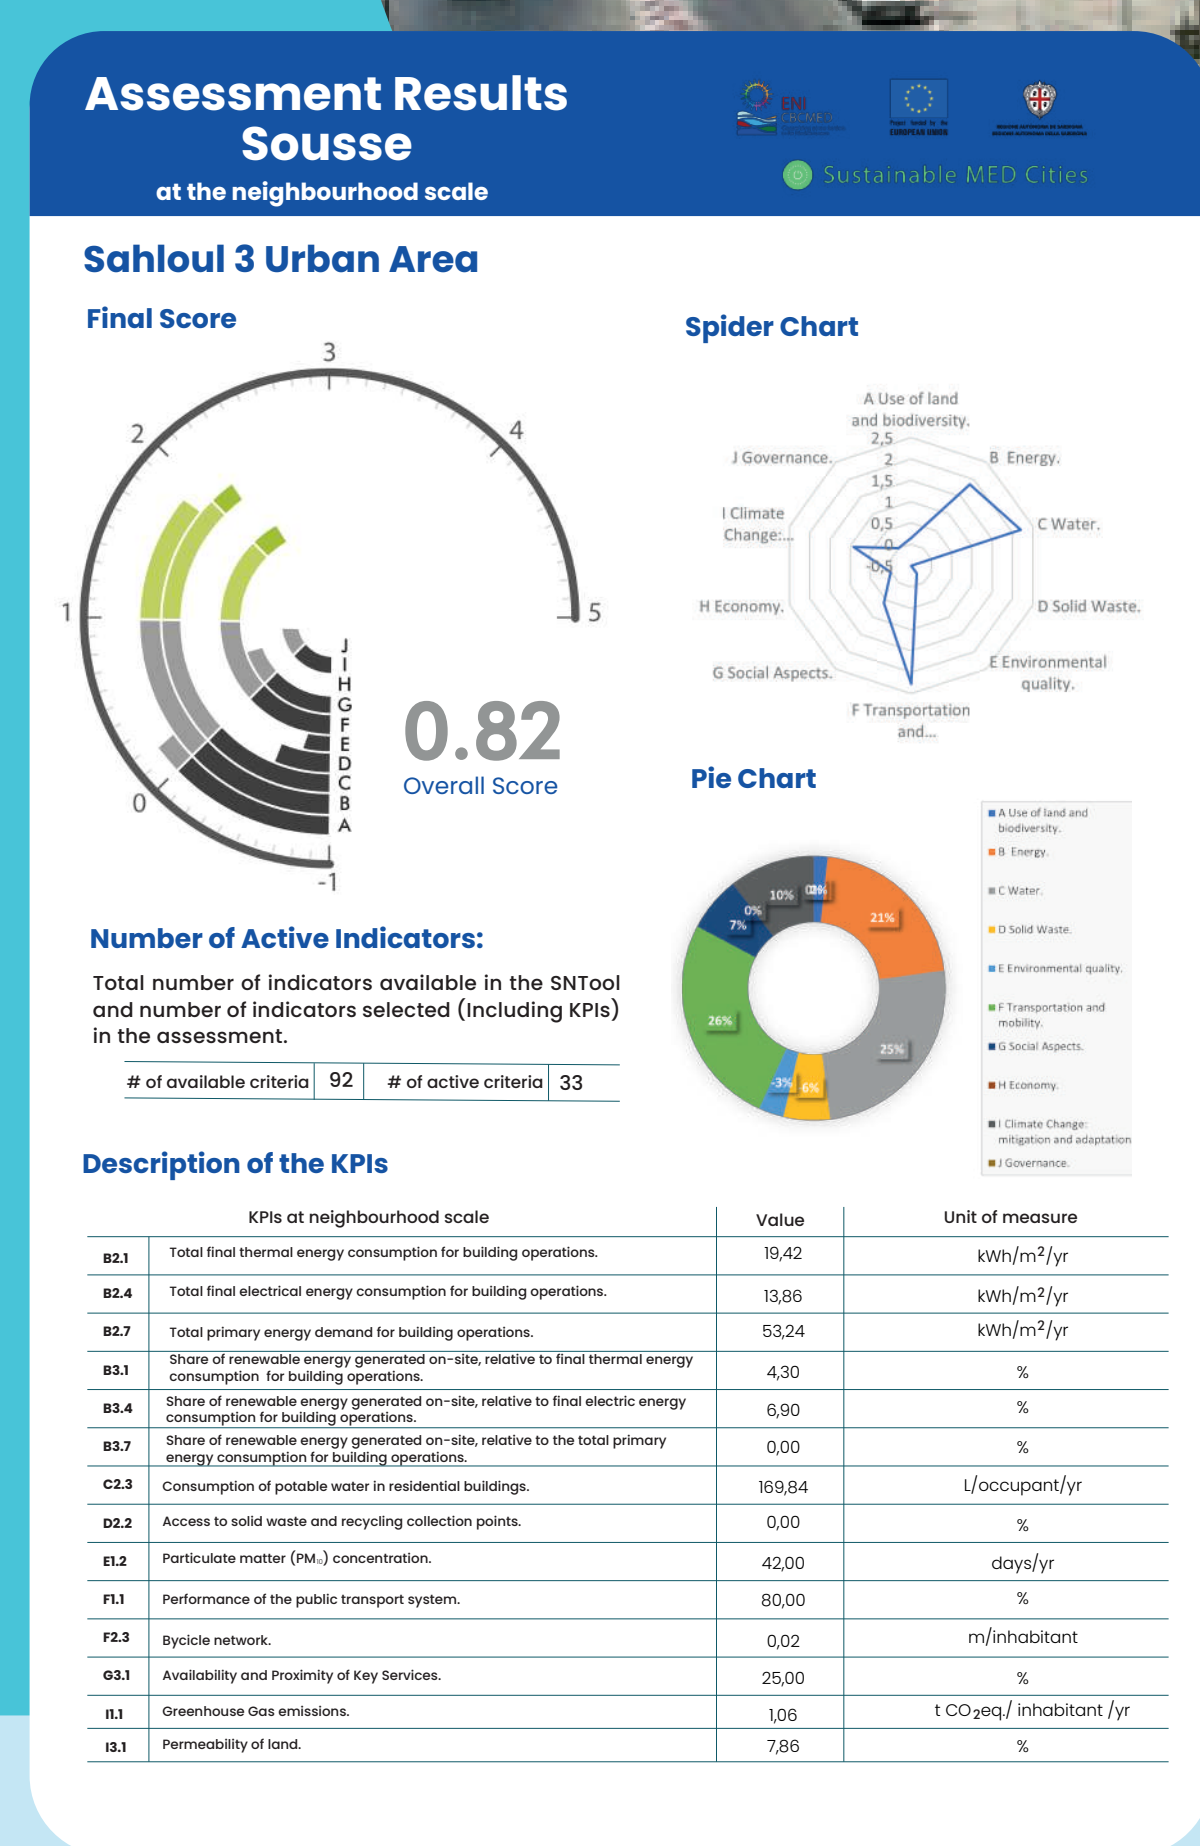 Assessment Results
Sousse
at the neighbourhood scale
ENI
CBCMED
Project funded by the
EUROPEAN UNION
REGIONE AUTÒNOMA DE SARDIGNA
REGIONE AUTONOMA DELLA SARDEGNA
Sustainable MED Cities
Sahloul 3 Urban Area
Final Score
3
2
4
1
5
0
-1
J
I
H
G
F
E
D
C
B
A
0.82
Overall Score
Spider Chart
A Use of land
and biodiversity.
2,5
2
1,5
1
0,5
0
-0,5
B Energy.
C Water.
D Solid Waste.
E Environmental
quality.
F Transportation
and...
G Social Aspects.
H Economy.
I Climate
Change:...
J Governance.
Pie Chart
21%
25%
6%
-3%
26%
7%
0%
10%
A Use of land and
biodiversity.
B Energy.
C Water.
D Solid Waste.
E Environmental quality.
F Transportation and
mobility.
G Social Aspects.
H Economy.
I Climate Change:
mitigation and adaptation
J Governance.
Number of Active Indicators:
Total number of indicators available in the SNTool
and number of indicators selected (Including KPIs)
in the assessment.
# of available criteria 92 # of active criteria 33
Description of the KPIs
KPIs at neighbourhood scale Value Unit of measure
B2.1 Total final thermal energy consumption for building operations. 19,42 kWh/m²/yr
B2.4 Total final electrical energy consumption for building operations. 13,86 kWh/m²/yr
B2.7 Total primary energy demand for building operations. 53,24 kWh/m²/yr
B3.1 Share of renewable energy generated on-site, relative to final thermal energy
consumption for building operations. 4,30 %
B3.4 Share of renewable energy generated on-site, relative to final electric energy
consumption for building operations. 6,90 %
B3.7 Share of renewable energy generated on-site, relative to the total primary
energy consumption for building operations. 0,00 %
C2.3 Consumption of potable water in residential buildings. 169,84 L/occupant/yr
D2.2 Access to solid waste and recycling collection points. 0,00 %
E1.2 Particulate matter (PM₁₀) concentration. 42,00 days/yr
F1.1 Performance of the public transport system. 80,00 %
F2.3 Bycicle network. 0,02 m/inhabitant
G3.1 Availability and Proximity of Key Services. 25,00 %
I1.1 Greenhouse Gas emissions. 1,06 t CO₂eq./ inhabitant /yr
I3.1 Permeability of land. 7,86 %